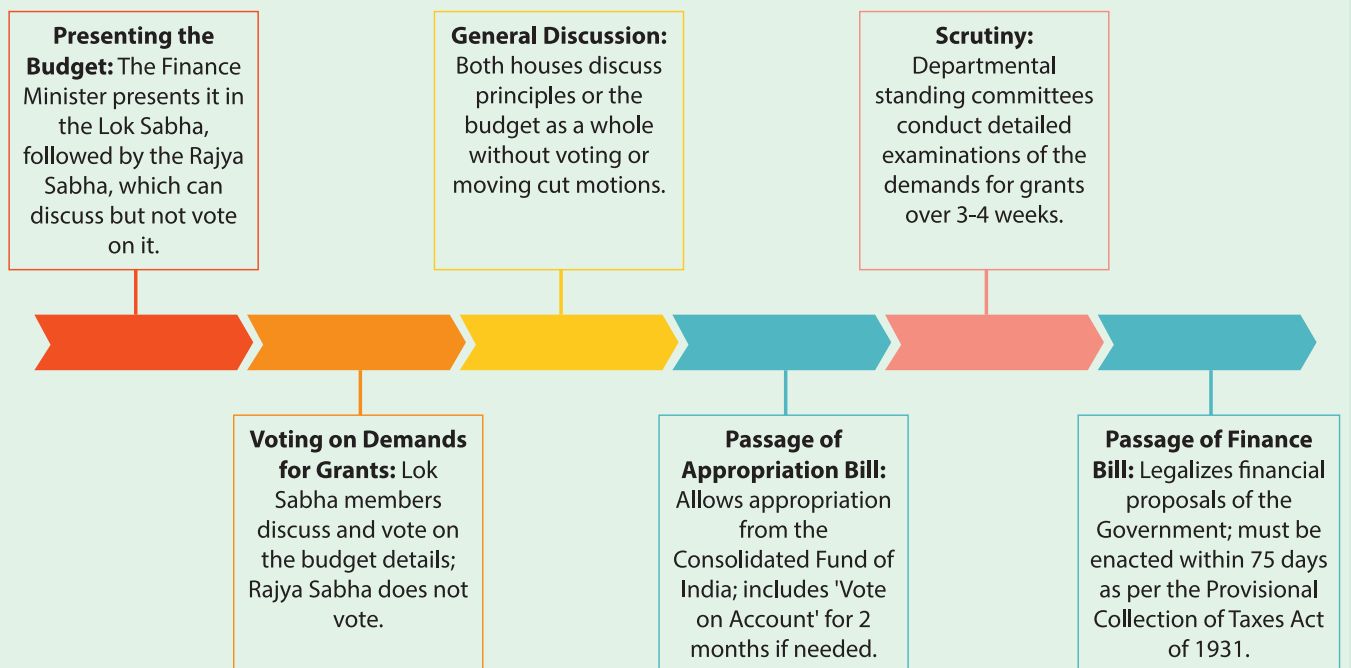 Presenting the
Budget: The Finance
Minister presents it in
the Lok Sabha,
followed by the Rajya
Sabha, which can
discuss but not vote
on it.
General Discussion:
Both houses discuss
principles or the
budget as a whole
without voting or
moving cut motions.
Scrutiny:
Departmental
standing committees
conduct detailed
examinations of the
demands for grants
over 3-4 weeks.
Voting on Demands
for Grants: Lok
Sabha members
discuss and vote on
the budget details;
Rajya Sabha does not
vote.
Passage of
Appropriation Bill:
Allows appropriation
from the
Consolidated Fund of
India; includes 'Vote
on Account' for 2
months if needed.
Passage of Finance
Bill: Legalizes financial
proposals of the
Government; must be
enacted within 75 days
as per the Provisional
Collection of Taxes Act
of 1931.